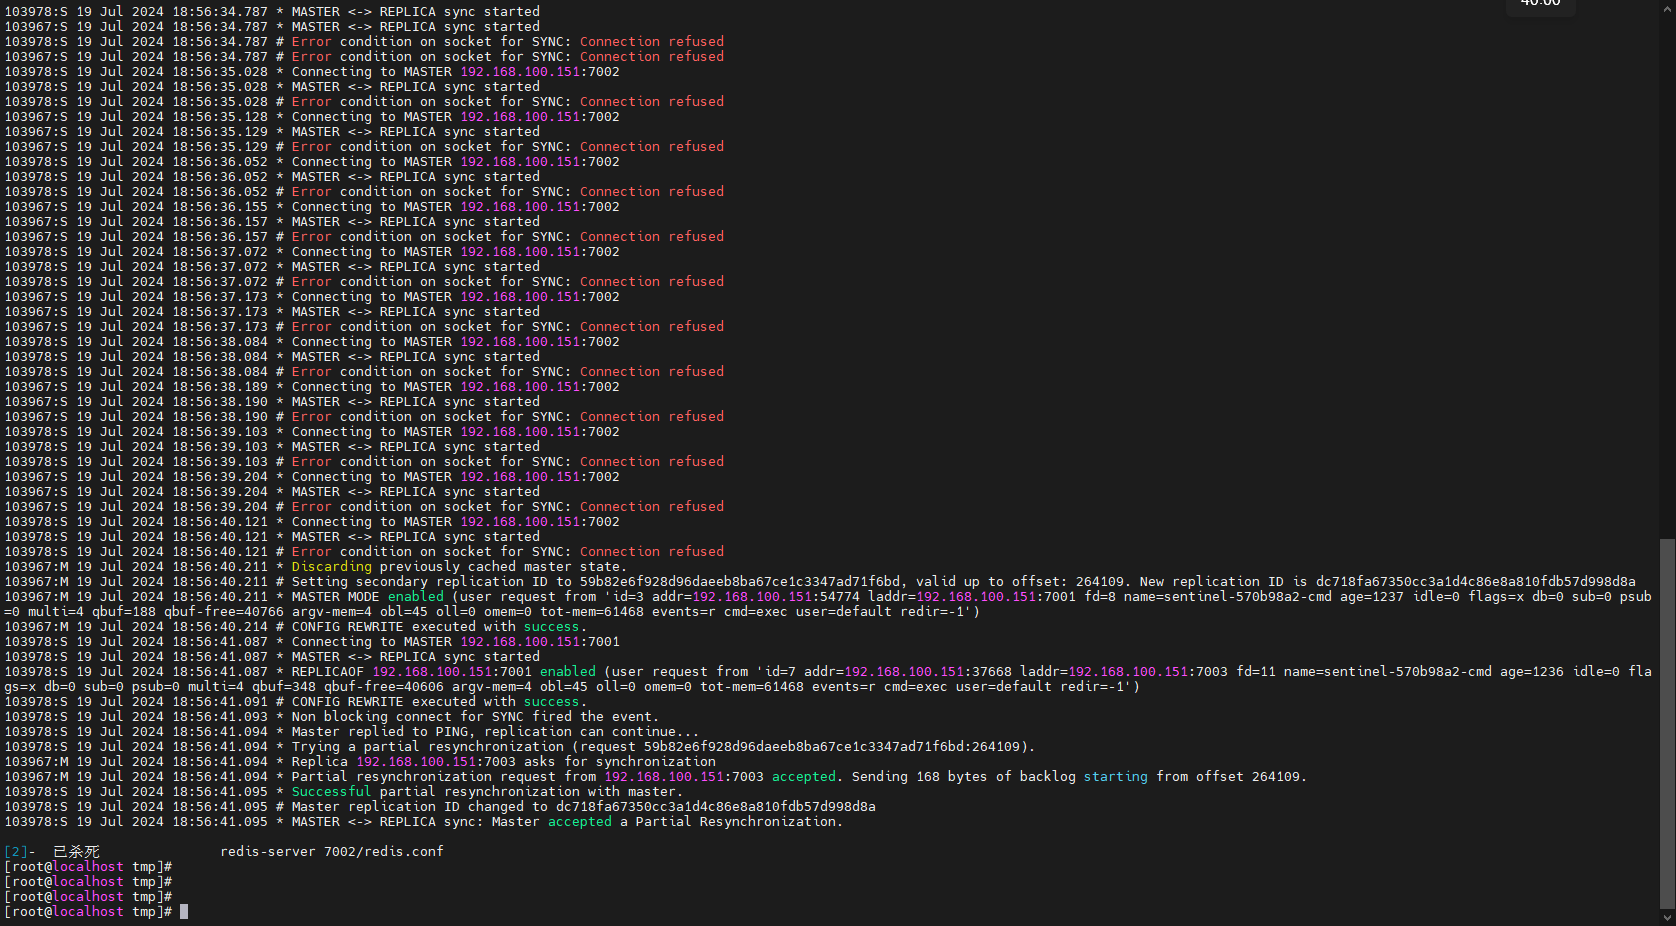 40:00
103978:S 19 Jul 2024 18:56:34.787 * MASTER <-> REPLICA sync started
103967:S 19 Jul 2024 18:56:34.787 * MASTER <-> REPLICA sync started
103978:S 19 Jul 2024 18:56:34.787 # Error condition on socket for SYNC: Connection refused
103967:S 19 Jul 2024 18:56:34.787 # Error condition on socket for SYNC: Connection refused
103978:S 19 Jul 2024 18:56:35.028 * Connecting to MASTER 192.168.100.151:7002
103978:S 19 Jul 2024 18:56:35.028 * MASTER <-> REPLICA sync started
103978:S 19 Jul 2024 18:56:35.028 # Error condition on socket for SYNC: Connection refused
103967:S 19 Jul 2024 18:56:35.128 * Connecting to MASTER 192.168.100.151:7002
103967:S 19 Jul 2024 18:56:35.129 * MASTER <-> REPLICA sync started
103967:S 19 Jul 2024 18:56:35.129 # Error condition on socket for SYNC: Connection refused
103978:S 19 Jul 2024 18:56:36.052 * Connecting to MASTER 192.168.100.151:7002
103978:S 19 Jul 2024 18:56:36.052 * MASTER <-> REPLICA sync started
103978:S 19 Jul 2024 18:56:36.052 # Error condition on socket for SYNC: Connection refused
103967:S 19 Jul 2024 18:56:36.155 * Connecting to MASTER 192.168.100.151:7002
103967:S 19 Jul 2024 18:56:36.157 * MASTER <-> REPLICA sync started
103967:S 19 Jul 2024 18:56:36.157 # Error condition on socket for SYNC: Connection refused
103978:S 19 Jul 2024 18:56:37.072 * Connecting to MASTER 192.168.100.151:7002
103978:S 19 Jul 2024 18:56:37.072 * MASTER <-> REPLICA sync started
103978:S 19 Jul 2024 18:56:37.072 # Error condition on socket for SYNC: Connection refused
103967:S 19 Jul 2024 18:56:37.173 * Connecting to MASTER 192.168.100.151:7002
103967:S 19 Jul 2024 18:56:37.173 * MASTER <-> REPLICA sync started
103967:S 19 Jul 2024 18:56:37.173 # Error condition on socket for SYNC: Connection refused
103978:S 19 Jul 2024 18:56:38.084 * Connecting to MASTER 192.168.100.151:7002
103978:S 19 Jul 2024 18:56:38.084 * MASTER <-> REPLICA sync started
103978:S 19 Jul 2024 18:56:38.084 # Error condition on socket for SYNC: Connection refused
103967:S 19 Jul 2024 18:56:38.189 * Connecting to MASTER 192.168.100.151:7002
103967:S 19 Jul 2024 18:56:38.190 * MASTER <-> REPLICA sync started
103967:S 19 Jul 2024 18:56:38.190 # Error condition on socket for SYNC: Connection refused
103978:S 19 Jul 2024 18:56:39.103 * Connecting to MASTER 192.168.100.151:7002
103978:S 19 Jul 2024 18:56:39.103 * MASTER <-> REPLICA sync started
103978:S 19 Jul 2024 18:56:39.103 # Error condition on socket for SYNC: Connection refused
103967:S 19 Jul 2024 18:56:39.204 * Connecting to MASTER 192.168.100.151:7002
103967:S 19 Jul 2024 18:56:39.204 * MASTER <-> REPLICA sync started
103967:S 19 Jul 2024 18:56:39.204 # Error condition on socket for SYNC: Connection refused
103978:S 19 Jul 2024 18:56:40.121 * Connecting to MASTER 192.168.100.151:7002
103978:S 19 Jul 2024 18:56:40.121 * MASTER <-> REPLICA sync started
103978:S 19 Jul 2024 18:56:40.121 # Error condition on socket for SYNC: Connection refused
103967:M 19 Jul 2024 18:56:40.211 * Discarding previously cached master state.
103967:M 19 Jul 2024 18:56:40.211 # Setting secondary replication ID to 59b82e6f928d96daeeb8ba67ce1c3347ad71f6bd, valid up to offset: 264109. New replication ID is dc718fa67350cc3a1d4c86e8a810fdb57d998d8a
103967:M 19 Jul 2024 18:56:40.211 * MASTER MODE enabled (user request from 'id=3 addr=192.168.100.151:54774 laddr=192.168.100.151:7001 fd=8 name=sentinel-570b98a2-cmd age=1237 idle=0 flags=x db=0 sub=0 psub
=0 multi=4 qbuf=188 qbuf-free=40766 argv-mem=4 obl=45 oll=0 omem=0 tot-mem=61468 events=r cmd=exec user=default redir=-1')
103967:M 19 Jul 2024 18:56:40.214 # CONFIG REWRITE executed with success.
103978:S 19 Jul 2024 18:56:41.087 * Connecting to MASTER 192.168.100.151:7001
103978:S 19 Jul 2024 18:56:41.087 * MASTER <-> REPLICA sync started
103978:S 19 Jul 2024 18:56:41.087 * REPLICAOF 192.168.100.151:7001 enabled (user request from 'id=7 addr=192.168.100.151:37668 laddr=192.168.100.151:7003 fd=11 name=sentinel-570b98a2-cmd age=1236 idle=0 fla
gs=x db=0 sub=0 psub=0 multi=4 qbuf=348 qbuf-free=40606 argv-mem=4 obl=45 oll=0 omem=0 tot-mem=61468 events=r cmd=exec user=default redir=-1')
103978:S 19 Jul 2024 18:56:41.091 # CONFIG REWRITE executed with success.
103978:S 19 Jul 2024 18:56:41.093 * Non blocking connect for SYNC fired the event.
103978:S 19 Jul 2024 18:56:41.094 * Master replied to PING, replication can continue...
103978:S 19 Jul 2024 18:56:41.094 * Trying a partial resynchronization (request 59b82e6f928d96daeeb8ba67ce1c3347ad71f6bd:264109).
103967:M 19 Jul 2024 18:56:41.094 * Replica 192.168.100.151:7003 asks for synchronization
103967:M 19 Jul 2024 18:56:41.094 * Partial resynchronization request from 192.168.100.151:7003 accepted. Sending 168 bytes of backlog starting from offset 264109.
103978:S 19 Jul 2024 18:56:41.095 * Successful partial resynchronization with master.
103978:S 19 Jul 2024 18:56:41.095 # Master replication ID changed to dc718fa67350cc3a1d4c86e8a810fdb57d998d8a
103978:S 19 Jul 2024 18:56:41.095 * MASTER <-> REPLICA sync: Master accepted a Partial Resynchronization.
[2]-  已杀死               redis-server 7002/redis.conf
[root@localhost tmp]#
[root@localhost tmp]#
[root@localhost tmp]#
[root@localhost tmp]#